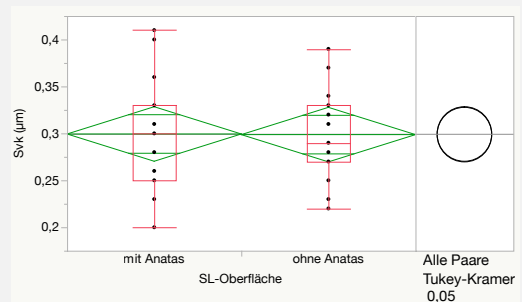 0,4
0,35
0,3
0,25
0,2
Svk (µm)
mit Anatas
ohne Anatas
SL-Oberfläche
Alle Paare
Tukey-Kramer
0,05